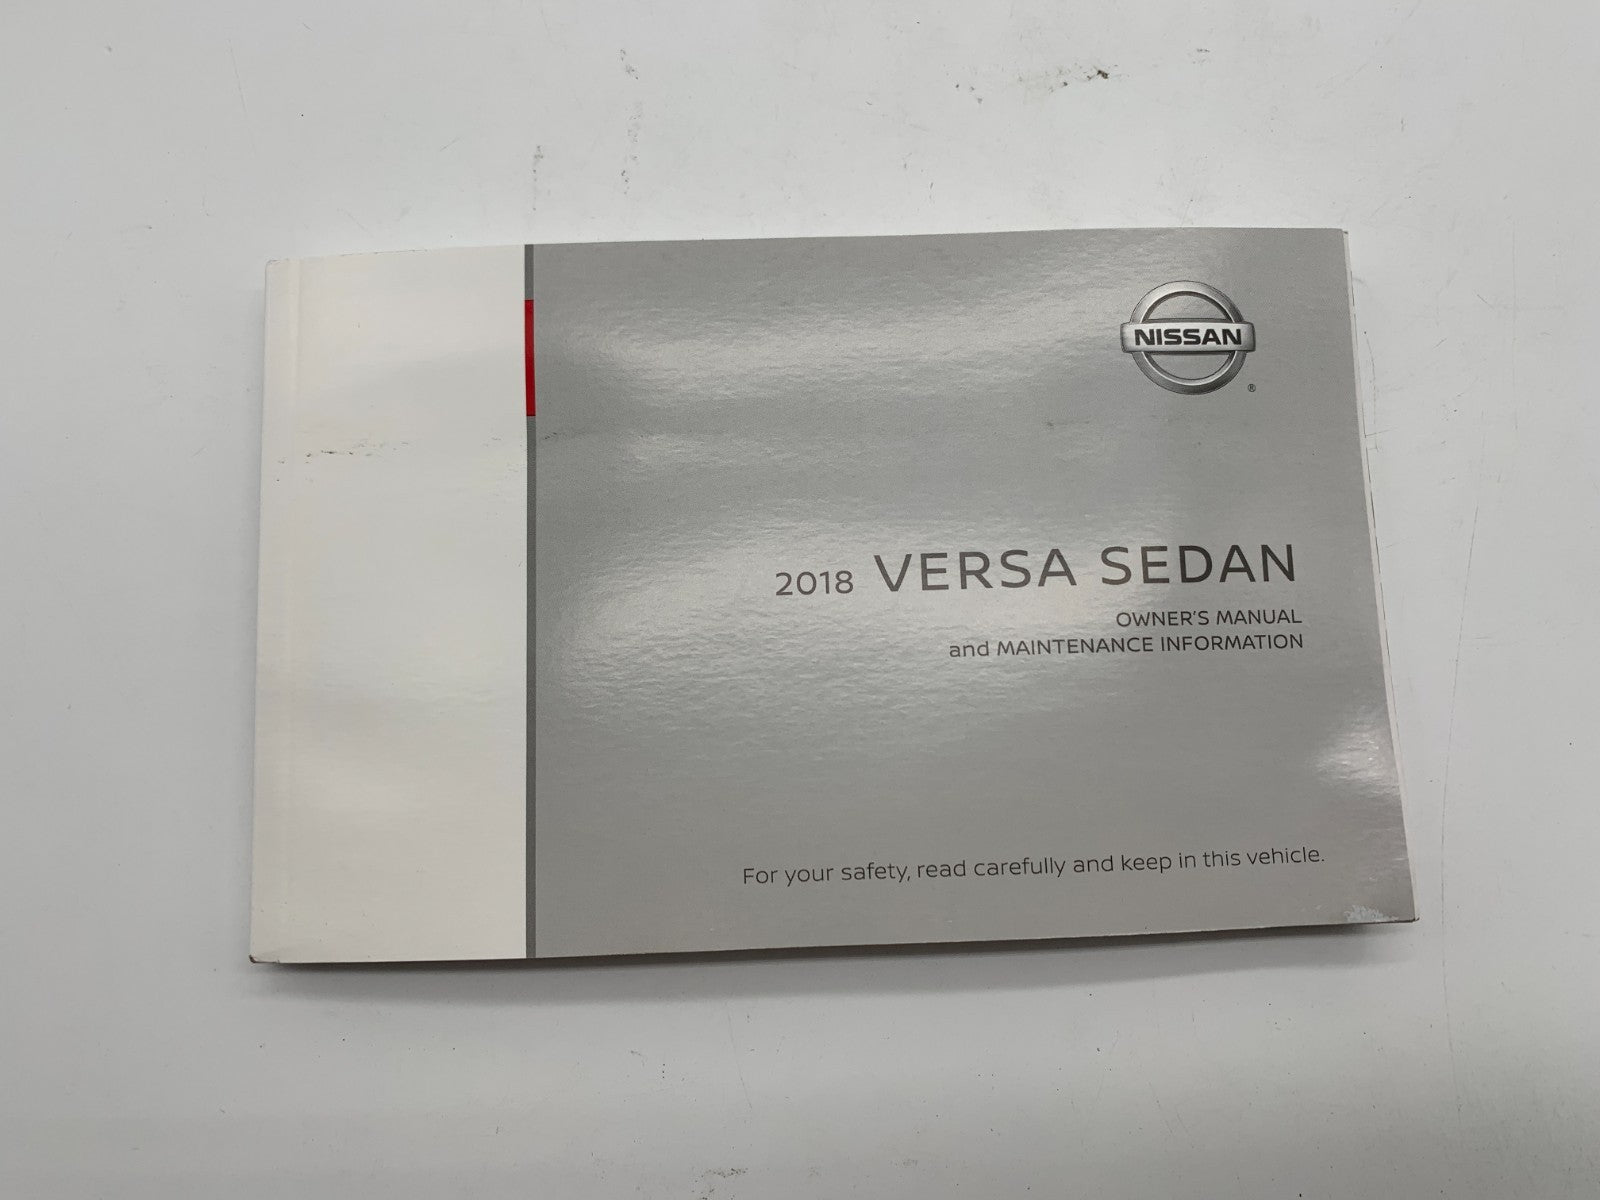 NISSAN
®
2018 VERSA SEDAN
OWNER'S MANUAL
and MAINTENANCE INFORMATION
For your safety, read carefully and keep in this vehicle.